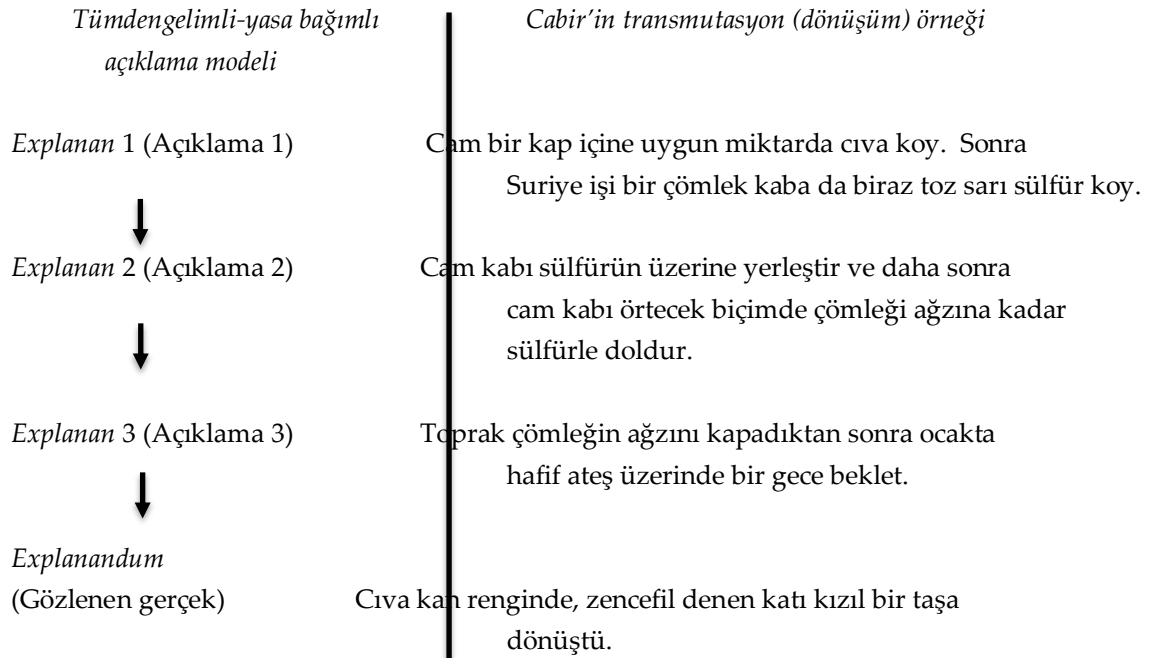 Tümdengelimli-yasa bağımlı
açıklama modeli
Cabir’in transmutasyon (dönüşüm) örneği
Explanan 1 (Açıklama 1)
Cam bir kap içine uygun miktarda cıva koy. Sonra
Suriye işi bir çömlek kaba da biraz toz sarı sülfür koy.
Explanan 2 (Açıklama 2)
Cam kabı sülfürün üzerine yerleştir ve daha sonra
cam kabı örtecek biçimde çömleği ağzına kadar
sülfürle doldur.
Explanan 3 (Açıklama 3)
Toprak çömleğin ağzını kapadıktan sonra ocakta
hafif ateş üzerinde bir gece beklet.
Explanandum
(Gözlenen gerçek)
Cıva kan renginde, zencefil denen katı kızıl bir taşa
dönüştü.